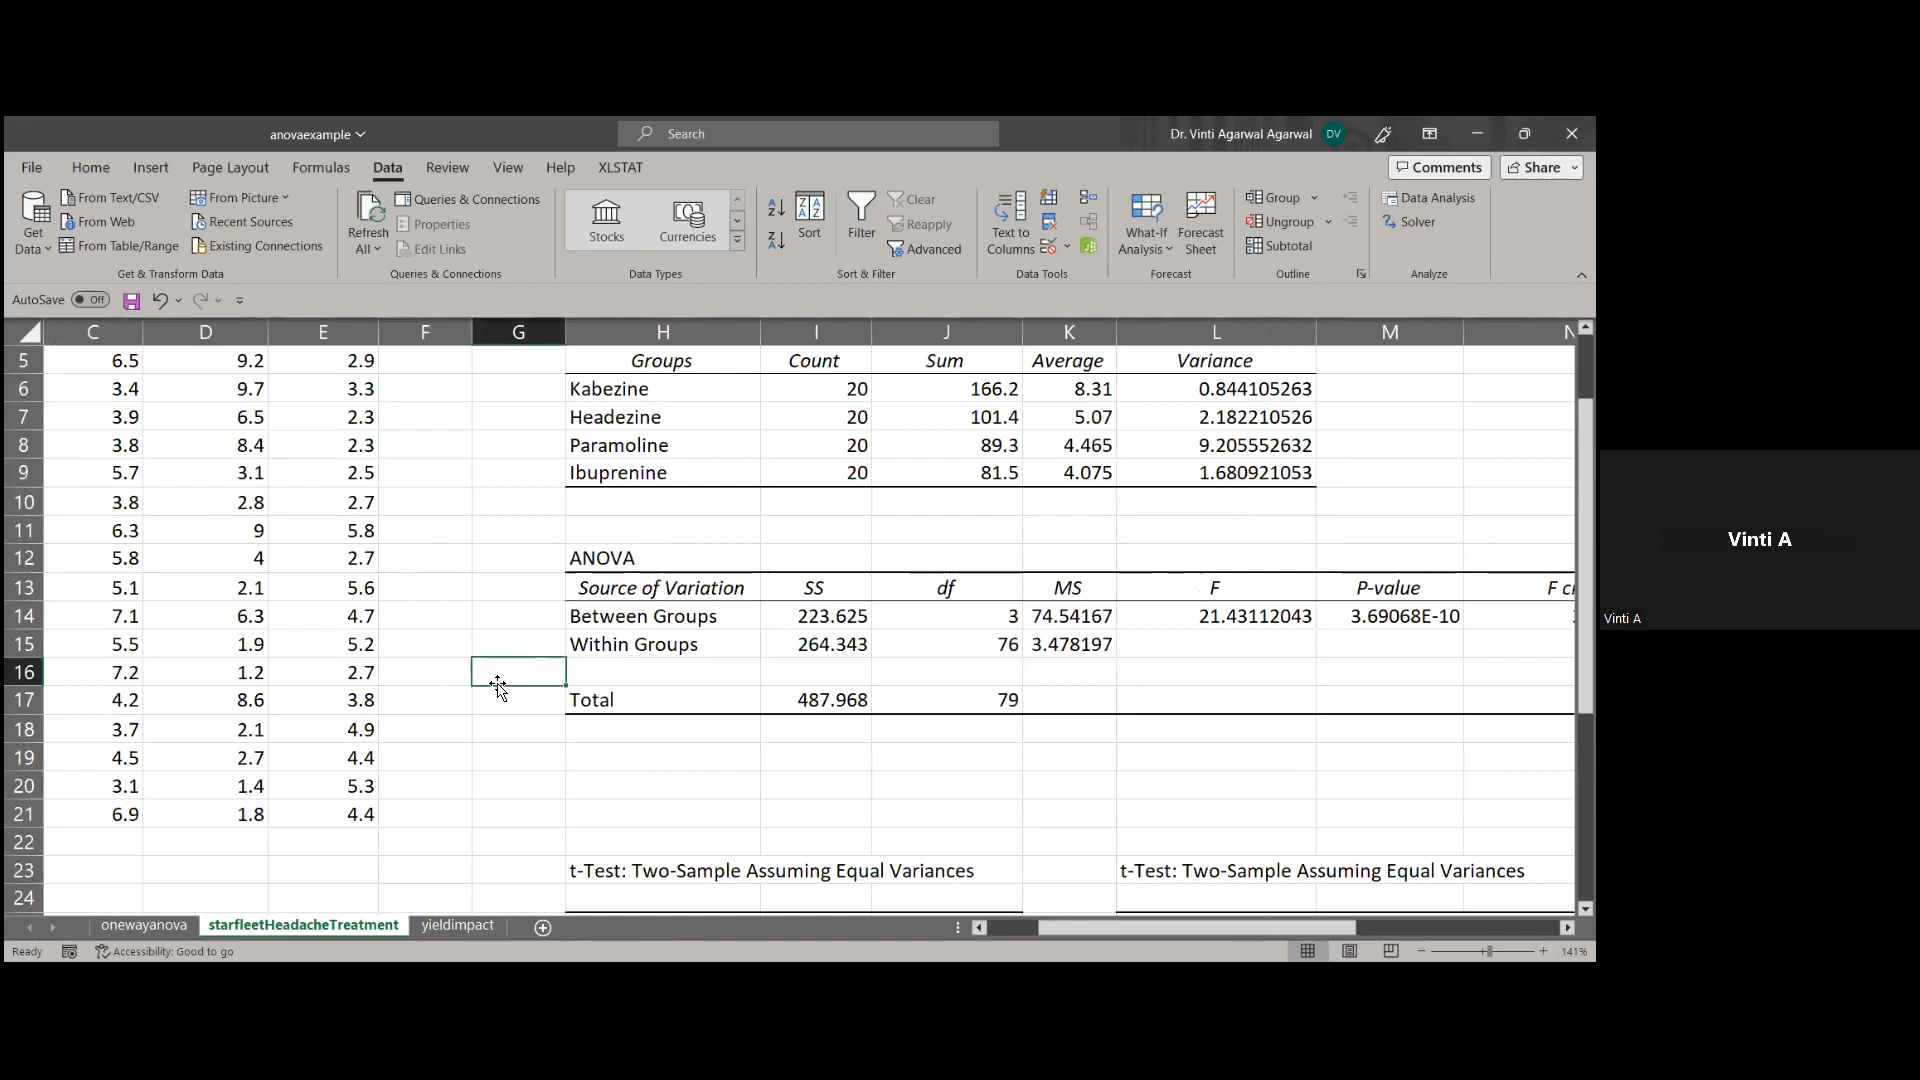 anovaexample
Search
Dr. Vinti Agarwal Agarwal DV
File Home Insert Page Layout Formulas Data Review View Help XLSTAT Comments Share
Get Data
From Text/CSV
From Web
From Table/Range
From Picture
Recent Sources
Existing Connections
Get & Transform Data
Refresh All
Queries & Connections
Properties
Edit Links
Queries & Connections
Stocks Currencies
Data Types
Sort
Filter
Clear
Reapply
Advanced
Sort & Filter
Text to Columns
Data Tools
What-If Analysis
Forecast Sheet
Forecast
Group
Ungroup
Subtotal
Outline
Data Analysis
Solver
Analyze
AutoSave Off
C D E F G H I J K L M N
5 6.5 9.2 2.9 Groups Count Sum Average Variance
6 3.4 9.7 3.3 Kabezine 20 166.2 8.31 0.844105263
7 3.9 6.5 2.3 Headezine 20 101.4 5.07 2.182210526
8 3.8 8.4 2.3 Paramoline 20 89.3 4.465 9.205552632
9 5.7 3.1 2.5 Ibuprenine 20 81.5 4.075 1.680921053
10 3.8 2.8 2.7
11 6.3 9 5.8
12 5.8 4 2.7 ANOVA
13 5.1 2.1 5.6 Source of Variation SS df MS F P-value F
14 7.1 6.3 4.7 Between Groups 223.625 3 74.54167 21.43112043 3.69068E-10
15 5.5 1.9 5.2 Within Groups 264.343 76 3.478197
16 7.2 1.2 2.7
17 4.2 8.6 3.8 Total 487.968 79
18 3.7 2.1 4.9
19 4.5 2.7 4.4
20 3.1 1.4 5.3
21 6.9 1.8 4.4
22
23 t-Test: Two-Sample Assuming Equal Variances t-Test: Two-Sample Assuming Equal Variances
24
onewayanova starfleetHeadacheTreatment yieldimpact
Ready Accessibility: Good to go 141%
Vinti A
Vinti A